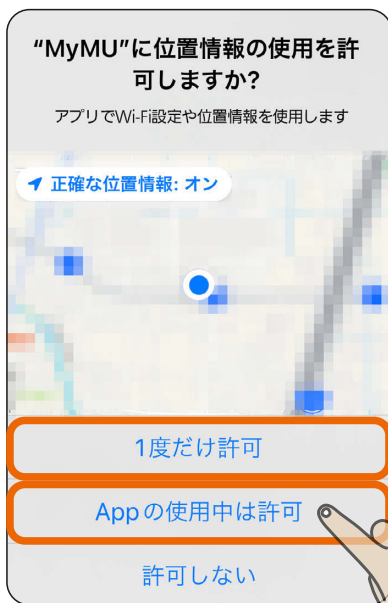 “MyMU”に位置情報の使用を許
可しますか?
アプリでWi-Fi設定や位置情報を使用します
正確な位置情報: オン
1度だけ許可
Appの使用中は許可
許可しない